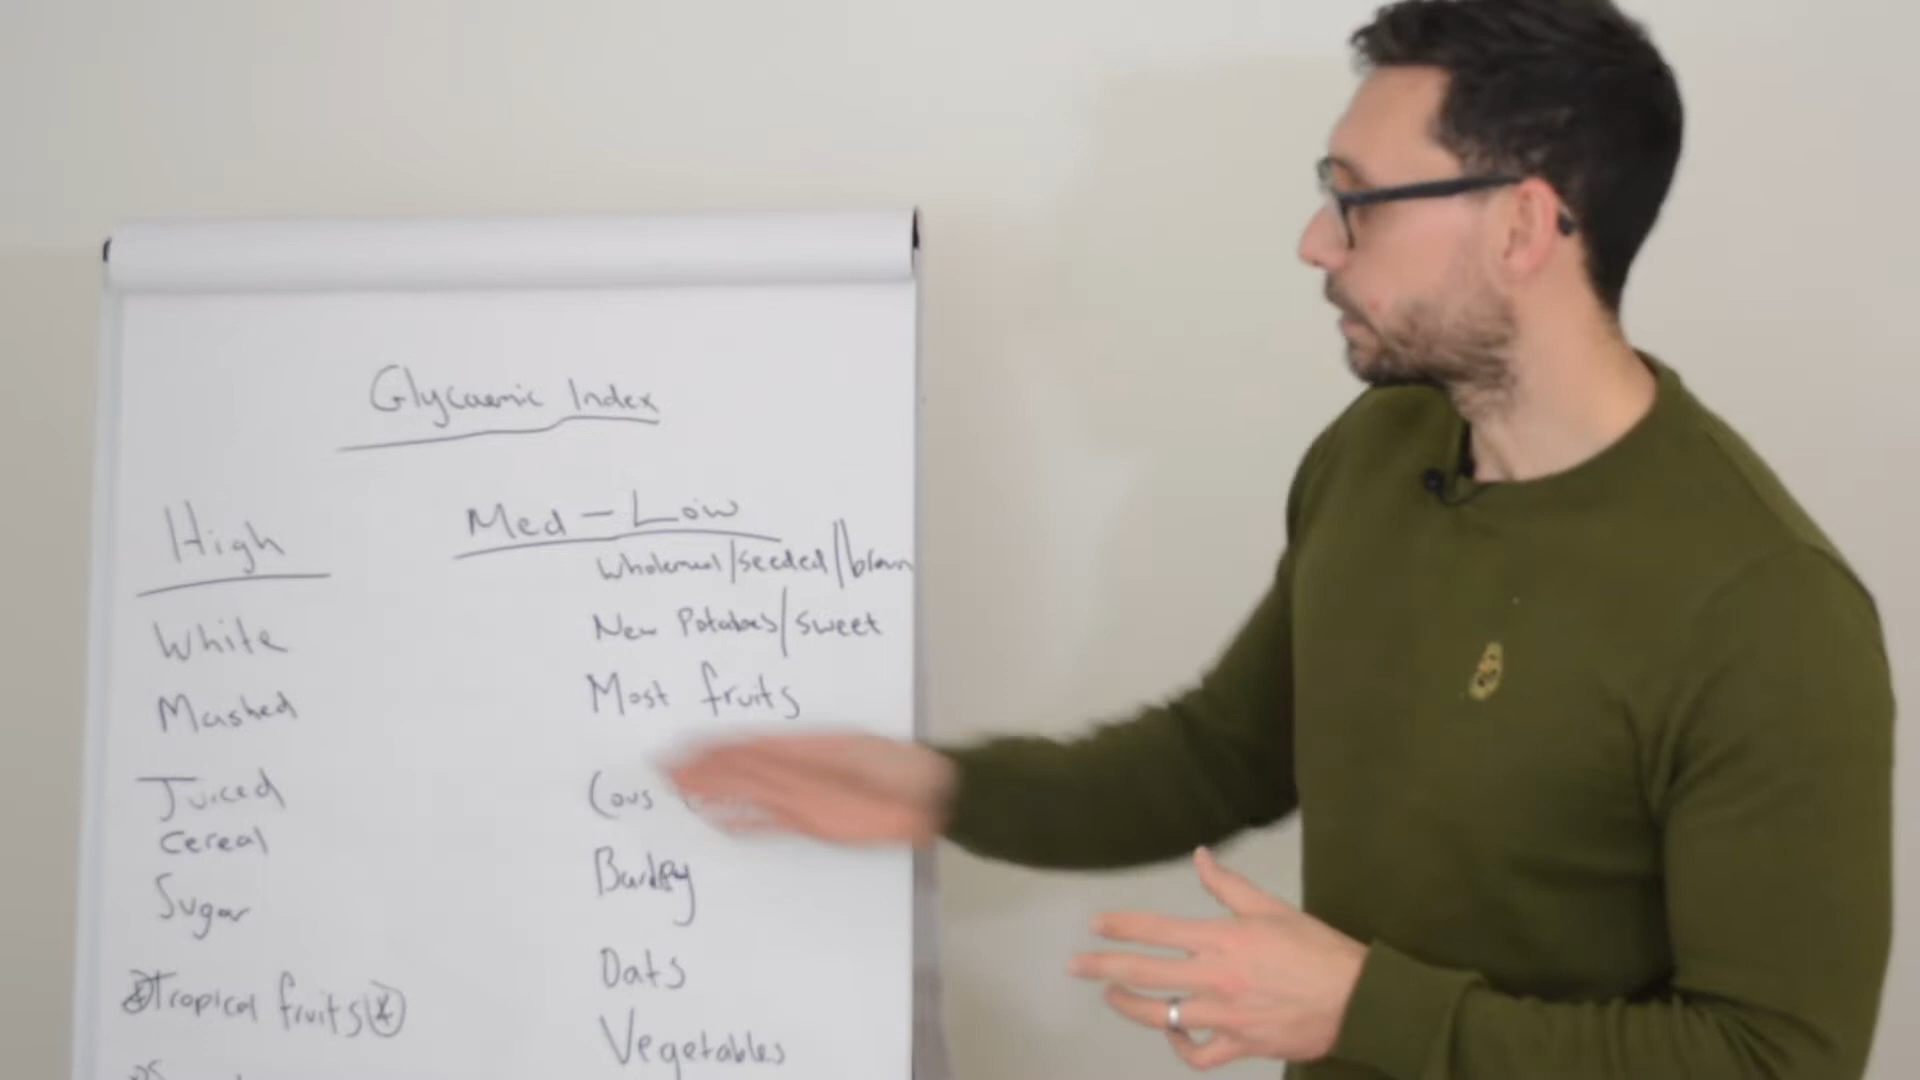 Glycaemic Index
High
White
Mashed
Juiced
Cereal
Sugar
Tropical fruits
Med - Low
Wholemeal/seeded/brown
New Potatoes/sweet
Most fruits
Cous
Barley
Oats
Vegetables